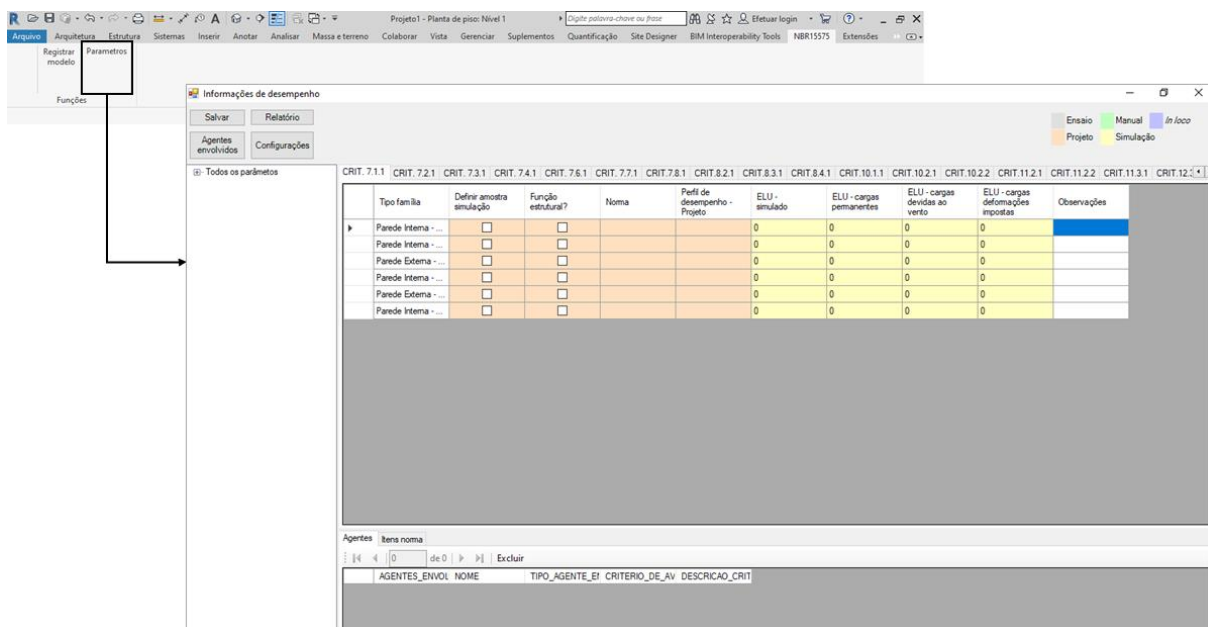 Projeto1 - Planta de piso: Nível 1
Digite palavra-chave ou frase
Efetuar login
Arquivo Arquitetura Estrutura Sistemas Inserir Anotar Analisar Massa e terreno Colaborar Vista Gerenciar Suplementos Quantificação Site Designer BIM Interoperability Tools NBR15575 Extensões
Registrar modelo
Parametros
Funções
Informações de desempenho
Salvar Relatório
Agentes envolvidos
Configurações
Ensaio Manual In loco
Projeto Simulação
Todos os parâmetros
CRIT. 7.1.1 CRIT. 7.2.1 CRIT. 7.3.1 CRIT. 7.4.1 CRIT. 7.6.1 CRIT. 7.7.1 CRIT.7.8.1 CRIT.8.2.1 CRIT.8.3.1 CRIT.8.4.1 CRIT.10.1.1 CRIT.10.2.1 CRIT.10.2.2 CRIT.11.2.1 CRIT.11.2.2 CRIT.11.3.1
Tipo família
Definir amostra simulação
Função estrutural?
Norma
Perfil de desempenho - Projeto
ELU - simulado
ELU - cargas permanentes
ELU - cargas devidas ao vento
ELU - cargas deformações impostas
Observações
Parede Interna - ... 0 0 0 0
Parede Interna - ... 0 0 0 0
Parede Externa - ... 0 0 0 0
Parede Interna - ... 0 0 0 0
Parede Externa - ... 0 0 0 0
Parede Interna - ... 0 0 0 0
Agentes Itens norma
0 de 0 Excluir
AGENTES_ENVOL NOME TIPO_AGENTE_EI CRITERIO_DE_AV DESCRICAO_CRIT